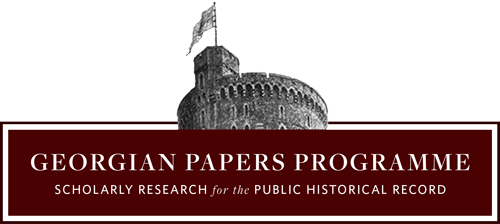 GEORGIAN PAPERS PROGRAMME
SCHOLARLY RESEARCH for the PUBLIC HISTORICAL RECORD